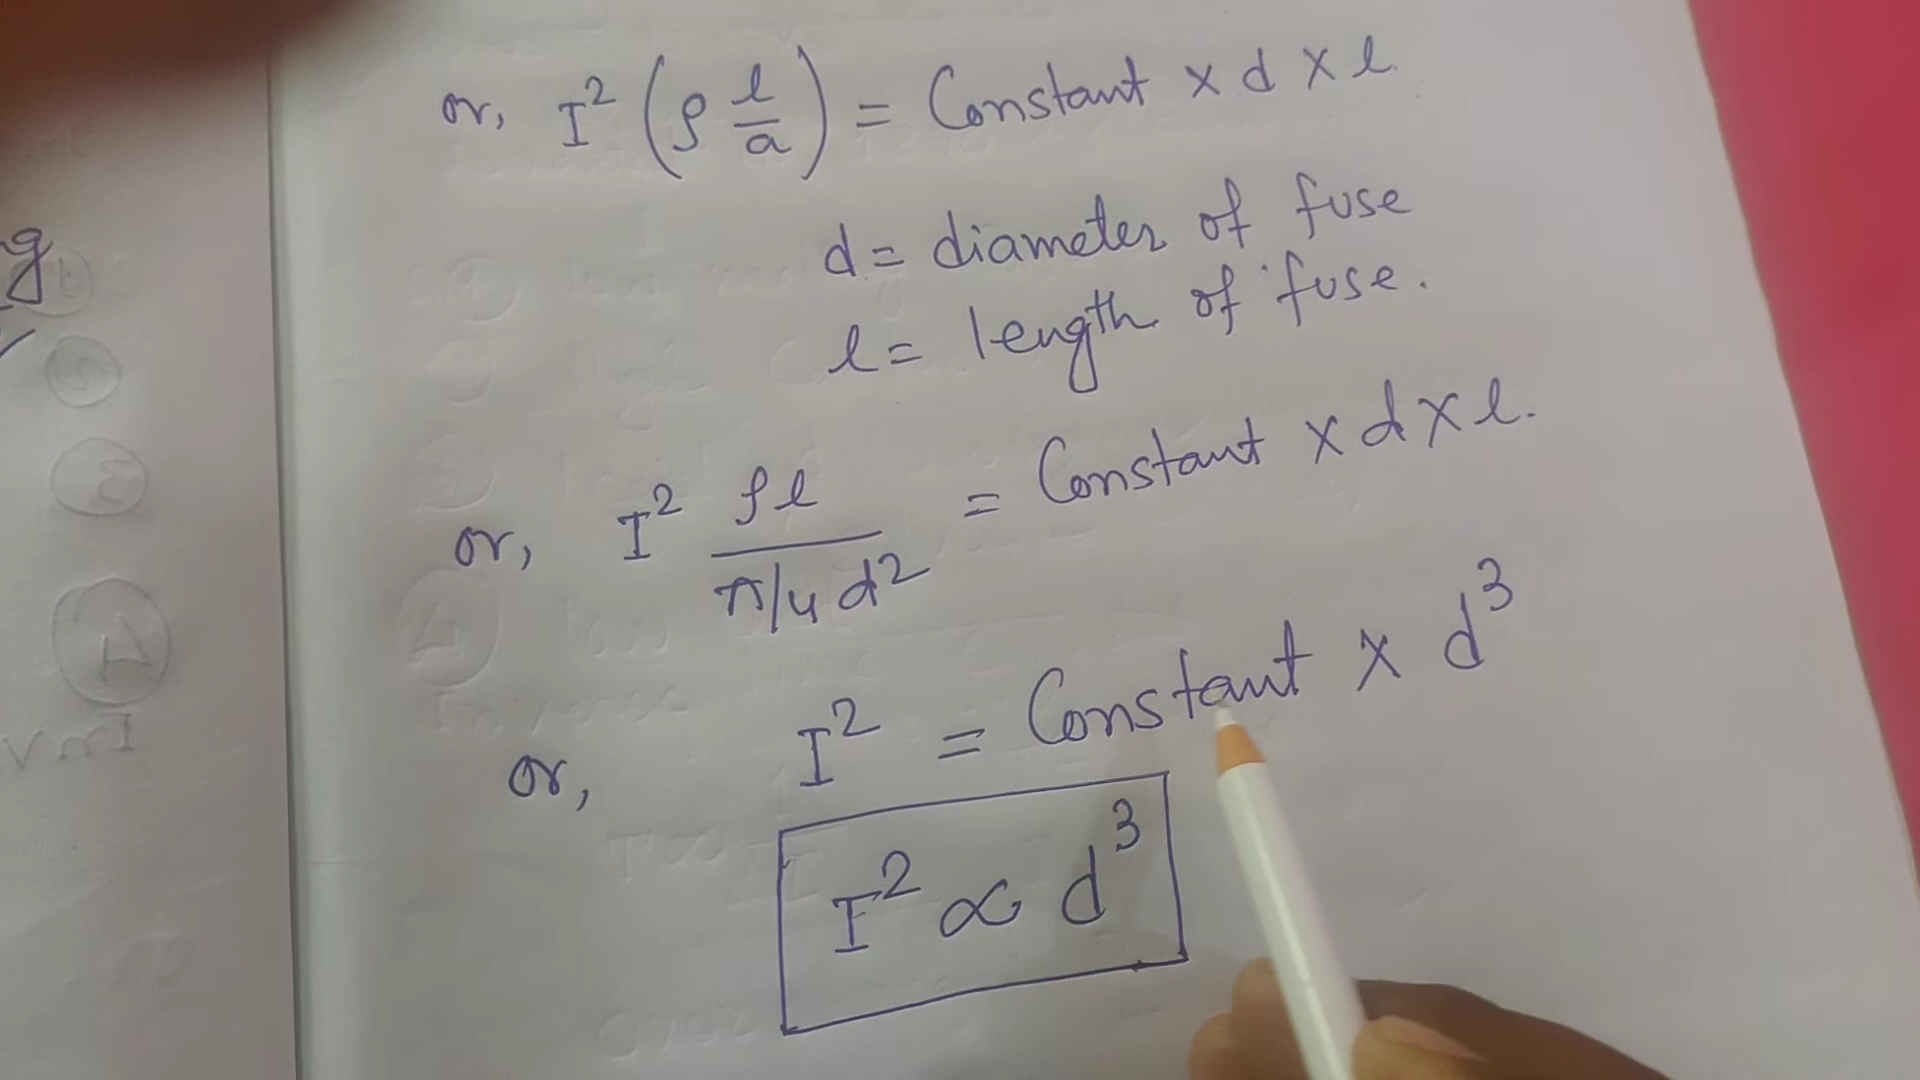 or, I² (ρ l/a) = Constant x d x l.
d = diameter of fuse
l = length of fuse.
or, I² ρl / π/4 d² = Constant x d x l.
or, I² = Constant x d³
I² ∝ d³